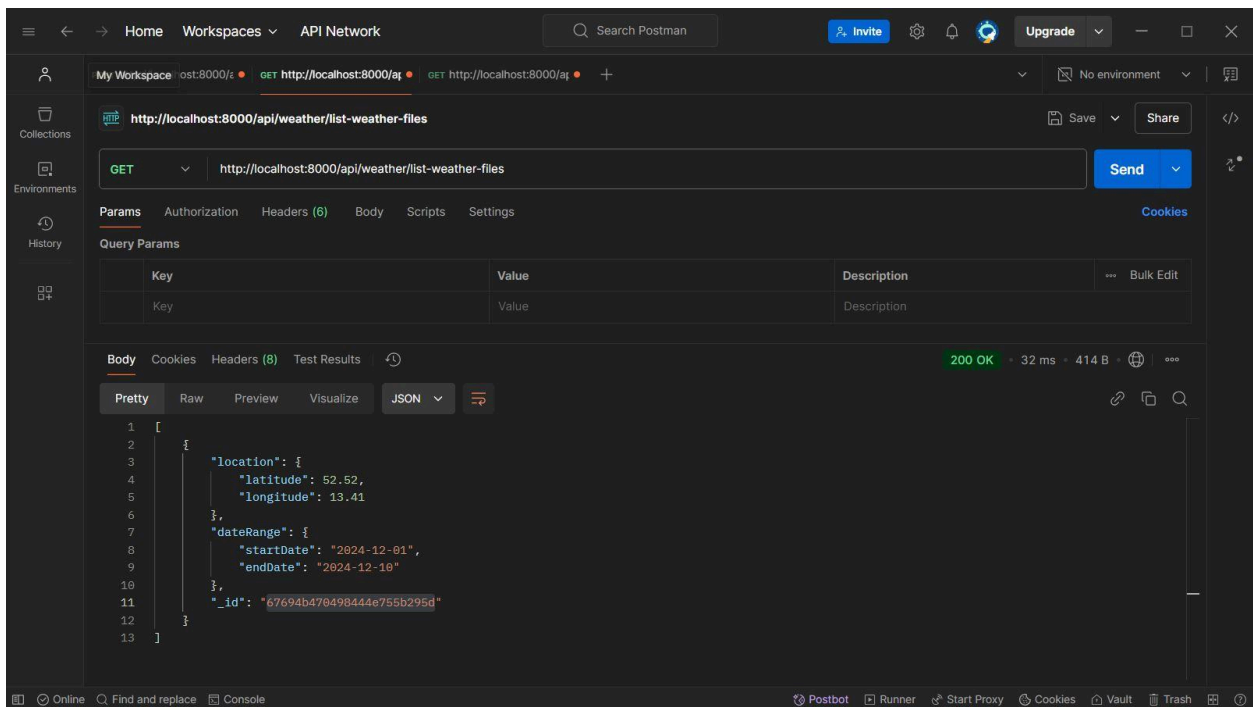 Home Workspaces API Network Search Postman Invite Upgrade
My Workspace ost:8000/a GET http://localhost:8000/ap GET http://localhost:8000/ap No environment
Collections
Environments
History
HTTP http://localhost:8000/api/weather/list-weather-files Save Share
GET http://localhost:8000/api/weather/list-weather-files Send
Params Authorization Headers (6) Body Scripts Settings Cookies
Query Params
Key Value Description Bulk Edit
Key Value Description
Body Cookies Headers (8) Test Results 200 OK 32 ms 414 B
Pretty Raw Preview Visualize JSON
1 [
2 {
3 "location": {
4 "latitude": 52.52,
5 "longitude": 13.41
6 },
7 "dateRange": {
8 "startDate": "2024-12-01",
9 "endDate": "2024-12-10"
10 },
11 "_id": "67694b470498444e755b295d"
12 }
13 ]
Online Find and replace Console Postbot Runner Start Proxy Cookies Vault Trash